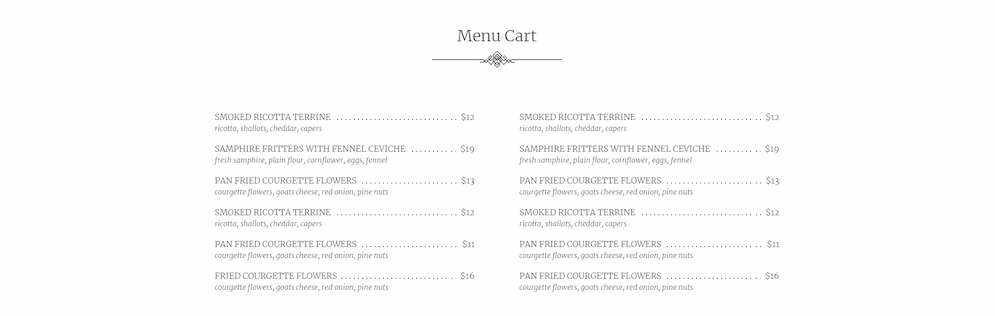 Menu Cart
SMOKED RICOTTA TERRINE ............................. $12
ricotta, shallots, cheddar, capers
SAMPHIRE FRITTERS WITH FENNEL CEVICHE ........... $19
fresh samphire, plain flour, cornflower, eggs, fennel
PAN FRIED COURGETTE FLOWERS ....................... $13
courgette flowers, goats cheese, red onion, pine nuts
SMOKED RICOTTA TERRINE ............................. $12
ricotta, shallots, cheddar, capers
PAN FRIED COURGETTE FLOWERS ....................... $11
courgette flowers, goats cheese, red onion, pine nuts
FRIED COURGETTE FLOWERS ............................ $16
courgette flowers, goats cheese, red onion, pine nuts
SMOKED RICOTTA TERRINE ............................. $12
ricotta, shallots, cheddar, capers
SAMPHIRE FRITTERS WITH FENNEL CEVICHE ........... $19
fresh samphire, plain flour, cornflower, eggs, fennel
PAN FRIED COURGETTE FLOWERS ....................... $13
courgette flowers, goats cheese, red onion, pine nuts
SMOKED RICOTTA TERRINE ............................. $12
ricotta, shallots, cheddar, capers
PAN FRIED COURGETTE FLOWERS ....................... $11
courgette flowers, goats cheese, red onion, pine nuts
PAN FRIED COURGETTE FLOWERS ....................... $16
courgette flowers, goats cheese, red onion, pine nuts